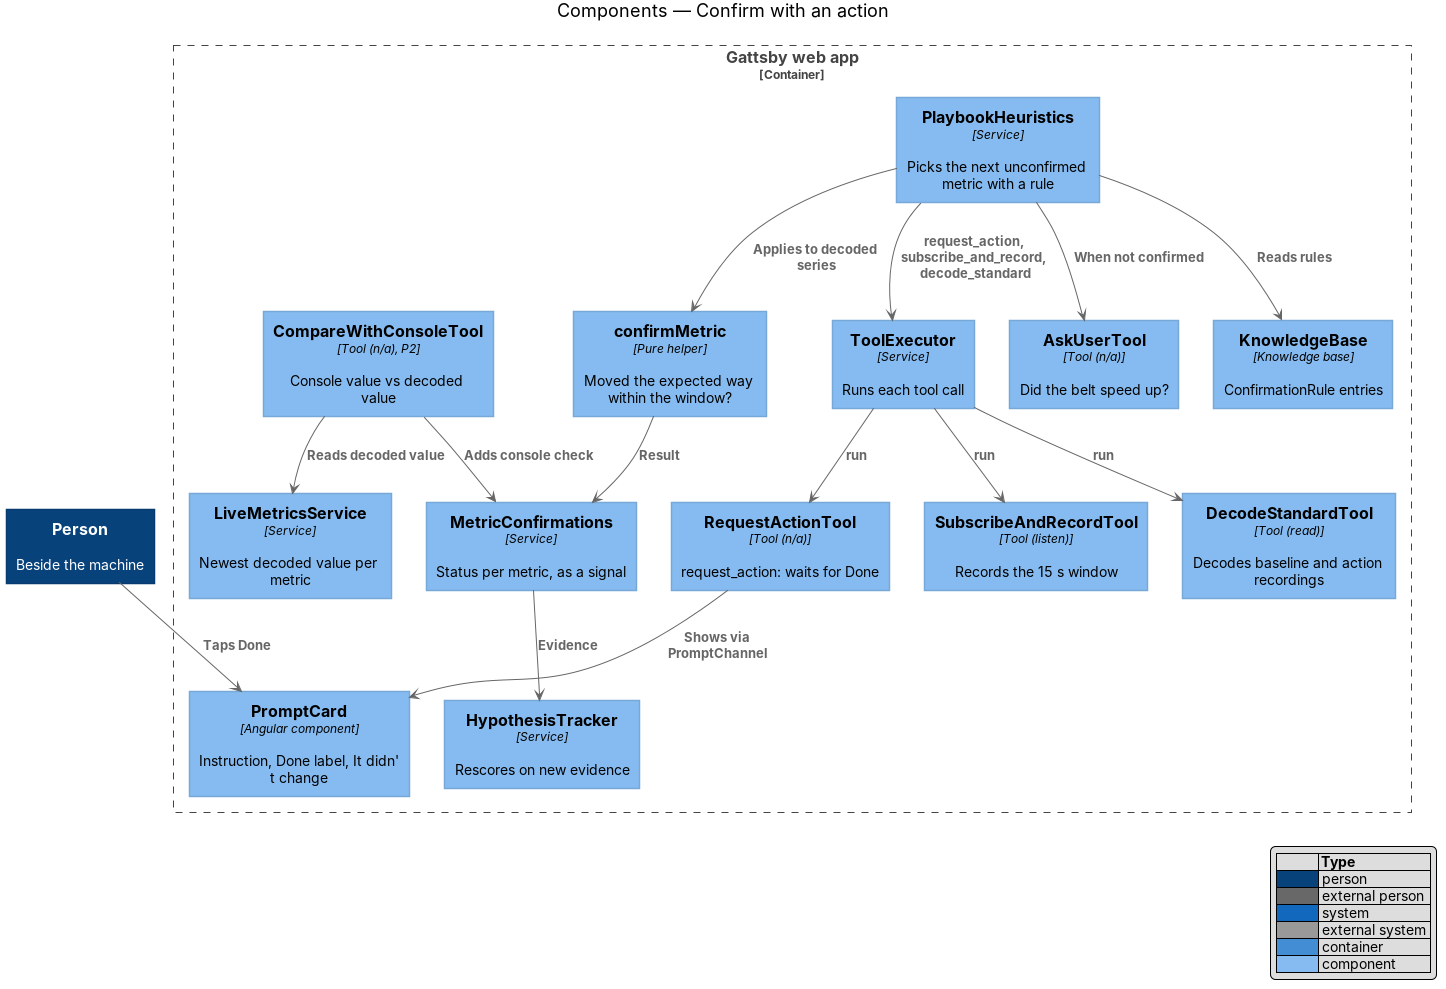 Components — Confirm with an action
Gattsby web app
[Container]
PlaybookHeuristics
[Service]
Picks the next unconfirmed
metric with a rule
Applies to decoded
series
request_action,
subscribe_and_record,
decode_standard
When not confirmed
Reads rules
CompareWithConsoleTool
[Tool (n/a), P2]
Console value vs decoded
value
confirmMetric
[Pure helper]
Moved the expected way
within the window?
ToolExecutor
[Service]
Runs each tool call
AskUserTool
[Tool (n/a)]
Did the belt speed up?
KnowledgeBase
[Knowledge base]
ConfirmationRule entries
Reads decoded value
Adds console check
Result
run
run
run
Person
Beside the machine
LiveMetricsService
[Service]
Newest decoded value per
metric
MetricConfirmations
[Service]
Status per metric, as a signal
RequestActionTool
[Tool (n/a)]
request_action: waits for Done
SubscribeAndRecordTool
[Tool (listen)]
Records the 15 s window
DecodeStandardTool
[Tool (read)]
Decodes baseline and action
recordings
Taps Done
Evidence
Shows via
PromptChannel
PromptCard
[Angular component]
Instruction, Done label, It didn'
t change
HypothesisTracker
[Service]
Rescores on new evidence
Type
person
external person
system
external system
container
component